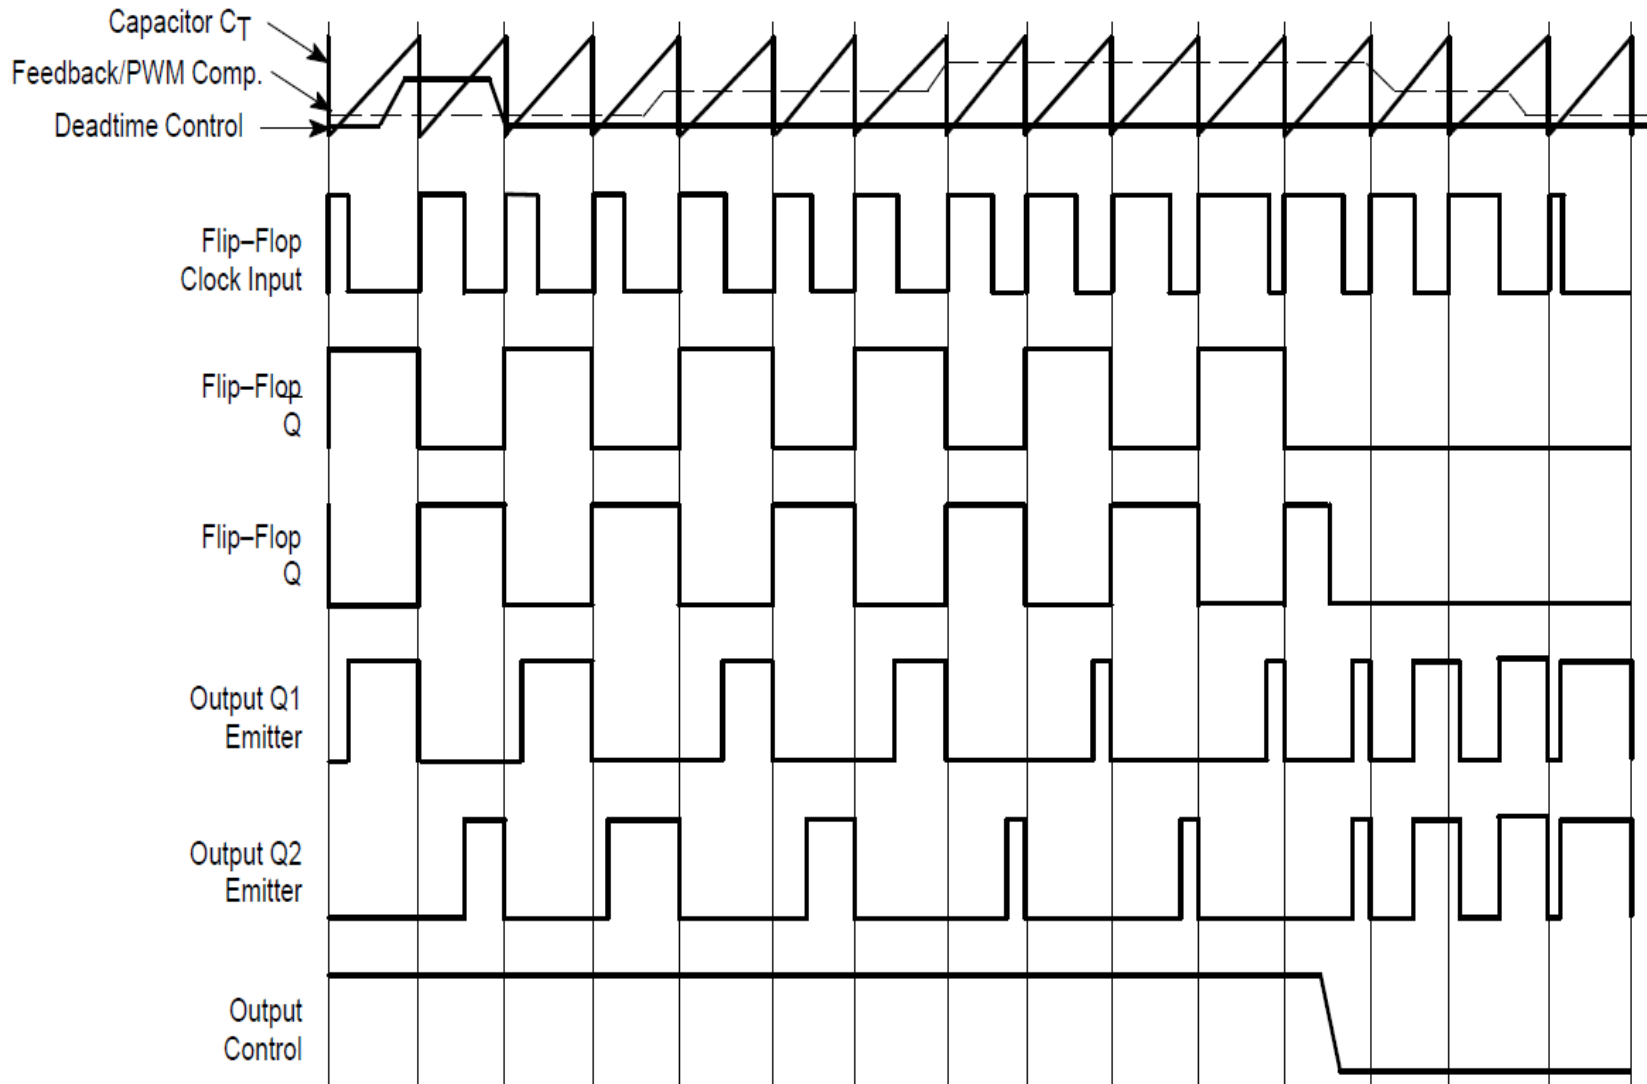 Capacitor CT
Feedback/PWM Comp.
Deadtime Control
Flip–Flop
Clock Input
Flip–Flop
Q̅
Flip–Flop
Q
Output Q1
Emitter
Output Q2
Emitter
Output
Control